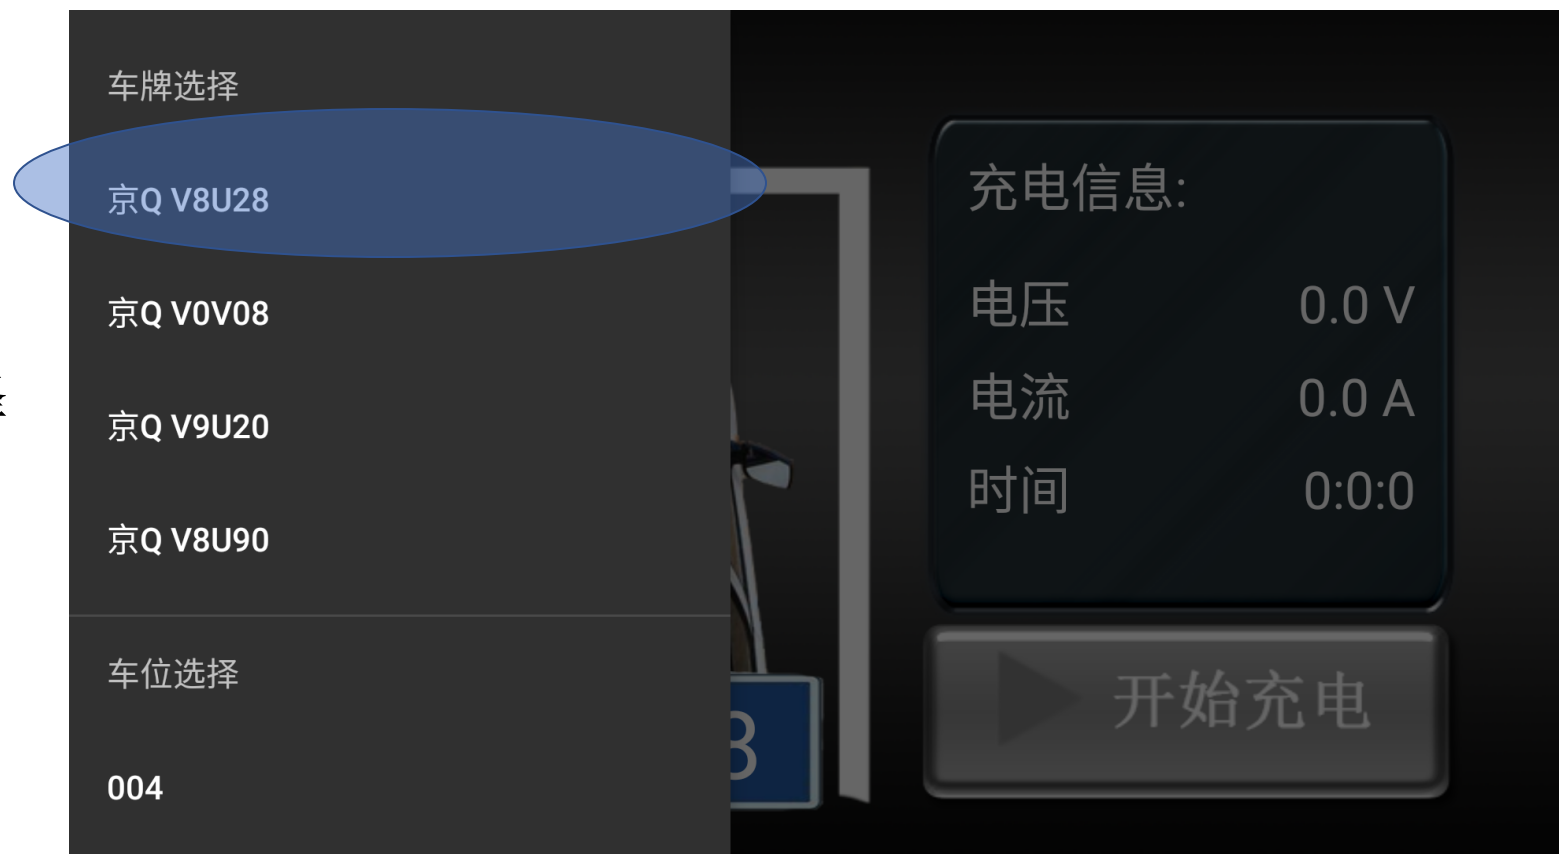 车牌选择
京Q V8U28
京Q V0V08
京Q V9U20
京Q V8U90
车位选择
004
8
充电信息:
电压 0.0 V
电流 0.0 A
时间 0:0:0
开始充电